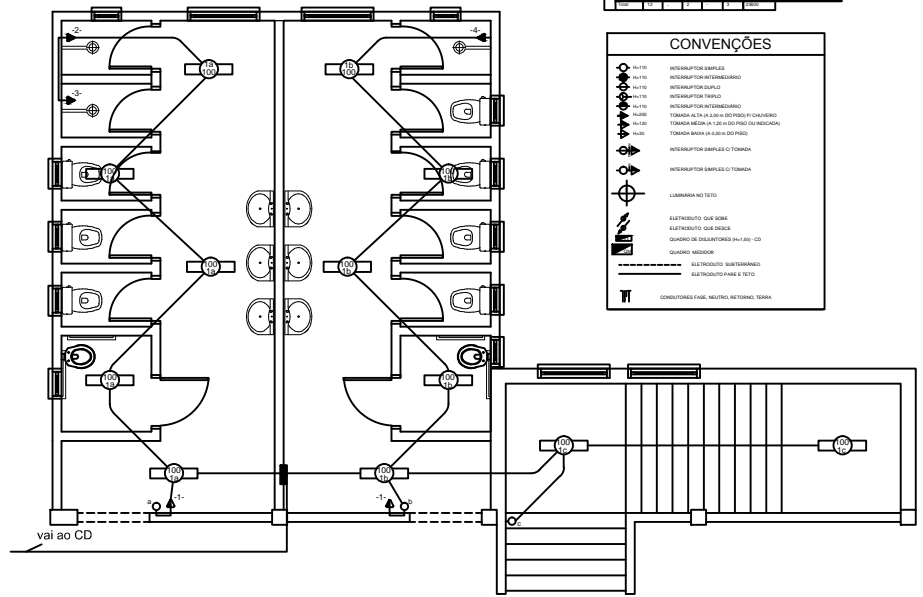 Total 12 - 2 - 3 23600
CONVENÇÕES
H=110 INTERRUPTOR SIMPLES
H=110 INTERRUPTOR INTERMEDIÁRIO
H=110 INTERRUPTOR DUPLO
H=110 INTERRUPTOR TRIPLO
H=110 INTERRUPTOR INTERMEDIÁRIO
H=200 TOMADA ALTA (A 2,00 m DO PISO) P/ CHUVEIRO
H=120 TOMADA MÉDIA (A 1,20 m DO PISO OU INDICADA)
H=30 TOMADA BAIXA (A 0,30 m DO PISO)
INTERRUPTOR SIMPLES C/ TOMADA
INTERRUPTOR SIMPLES C/ TOMADA
LUMINÁRIA NO TETO
ELETRODUTO QUE SOBE
ELETRODUTO QUE DESCE
QUADRO DE DISJUNTORES (H=1,50) - CD
QUADRO MEDIDOR
ELETRODUTO SUBTERRÂNEO
ELETRODUTO PARE E TETO
CONDUTORES FASE, NEUTRO, RETORNO, TERRA
-2-
-4-
1a
100
1b
100
-3-
100
1a
100
1b
100
1a
100
1b
100
1a
100
1b
100
1c
100
1c
100
1a
100
1b
a
-1-
-1-
b
c
vai ao CD